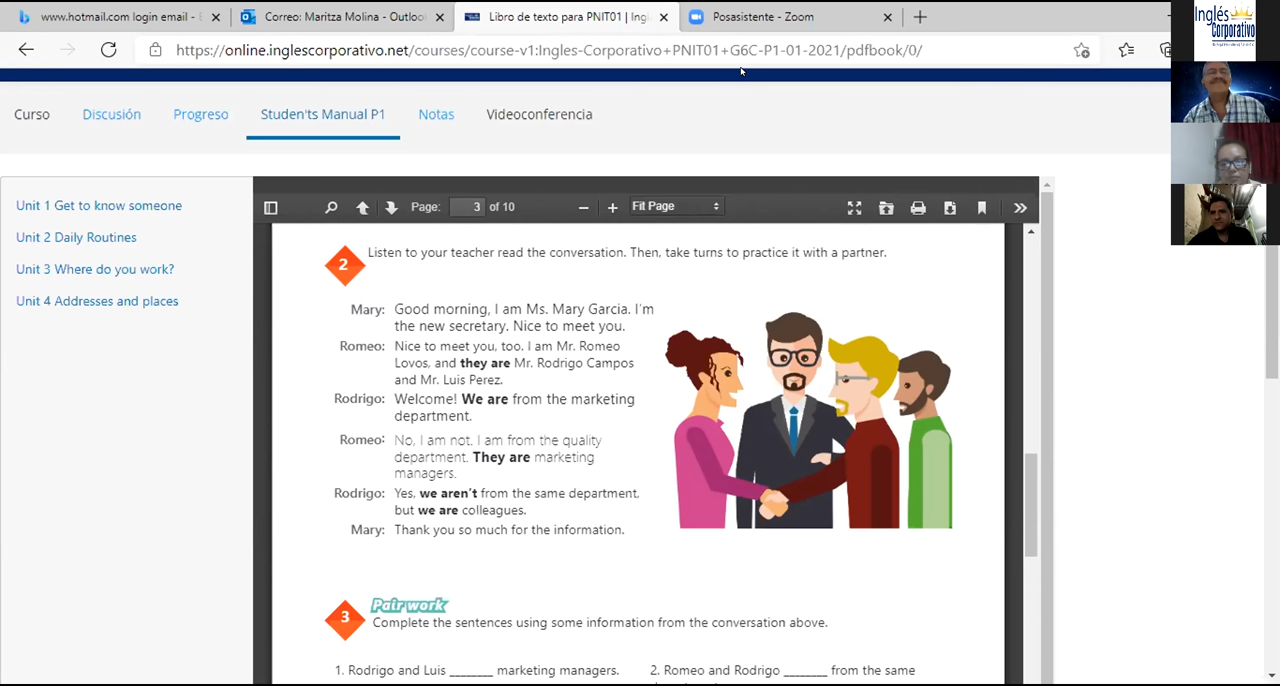 www.hotmail.com login email -
Correo: Maritza Molina - Outloo
Libro de texto para PNIT01 | Ing
Posasistente - Zoom
https://online.inglescorporativo.net/courses/course-v1:Ingles-Corporativo+PNIT01+G6C-P1-01-2021/pdfbook/0/
Inglés
Corporativo
Curso
Discusión
Progreso
Studen'ts Manual P1
Notas
Videoconferencia
Unit 1 Get to know someone
Unit 2 Daily Routines
Unit 3 Where do you work?
Unit 4 Addresses and places
Page: 3 of 10
Fit Page
2 Listen to your teacher read the conversation. Then, take turns to practice it with a partner.
Mary: Good morning, I am Ms. Mary Garcia. I'm
the new secretary. Nice to meet you.
Romeo: Nice to meet you, too. I am Mr. Romeo
Lovos, and they are Mr. Rodrigo Campos
and Mr. Luis Perez.
Rodrigo: Welcome! We are from the marketing
department.
Romeo: No, I am not. I am from the quality
department. They are marketing
managers.
Rodrigo: Yes, we aren't from the same department,
but we are colleagues.
Mary: Thank you so much for the information.
3 Pair work
Complete the sentences using some information from the conversation above.
1. Rodrigo and Luis ________ marketing managers.
2. Romeo and Rodrigo ________ from the same